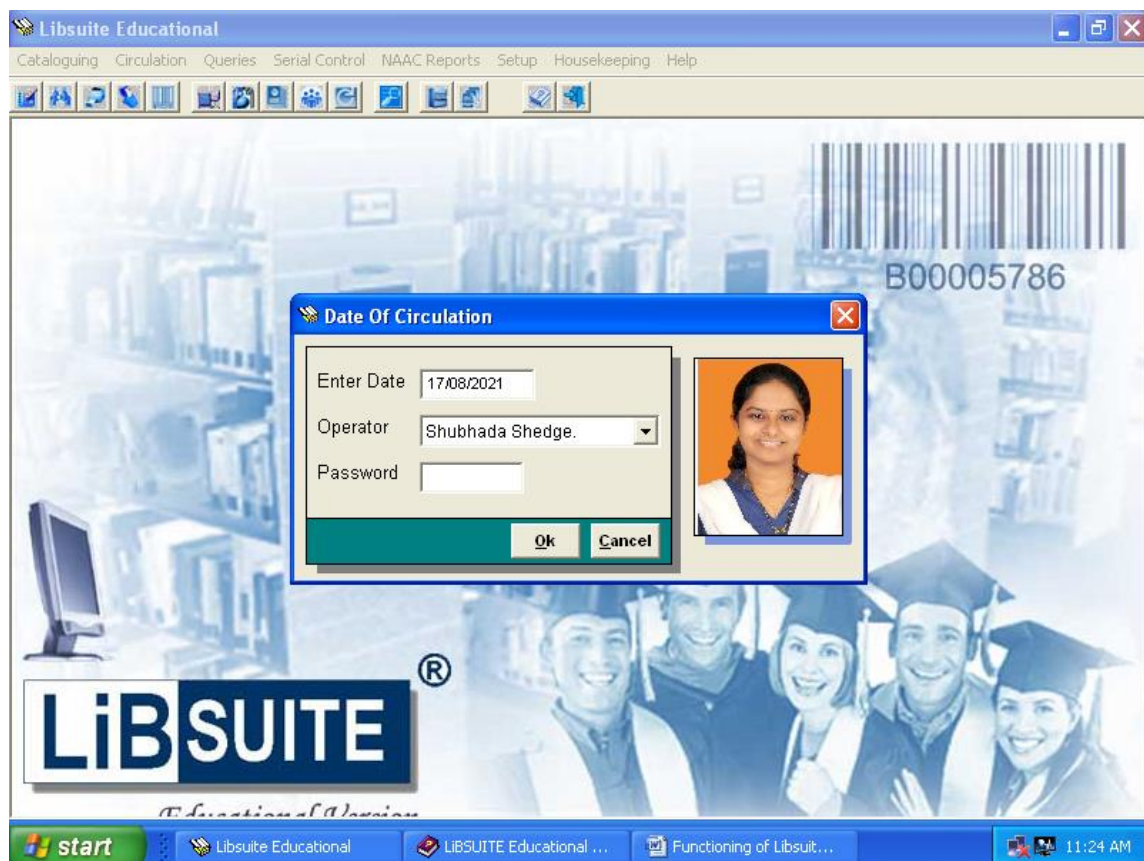 Libsuite Educational
Cataloguing Circulation Queries Serial Control NAAC Reports Setup Housekeeping Help
B00005786
Date Of Circulation
Enter Date 17/08/2021
Operator Shubhada Shedge.
Password
Ok Cancel
LiBSUITE ®
Educational Version
start Libsuite Educational LiBSUITE Educational ... Functioning of Libsuit... 11:24 AM